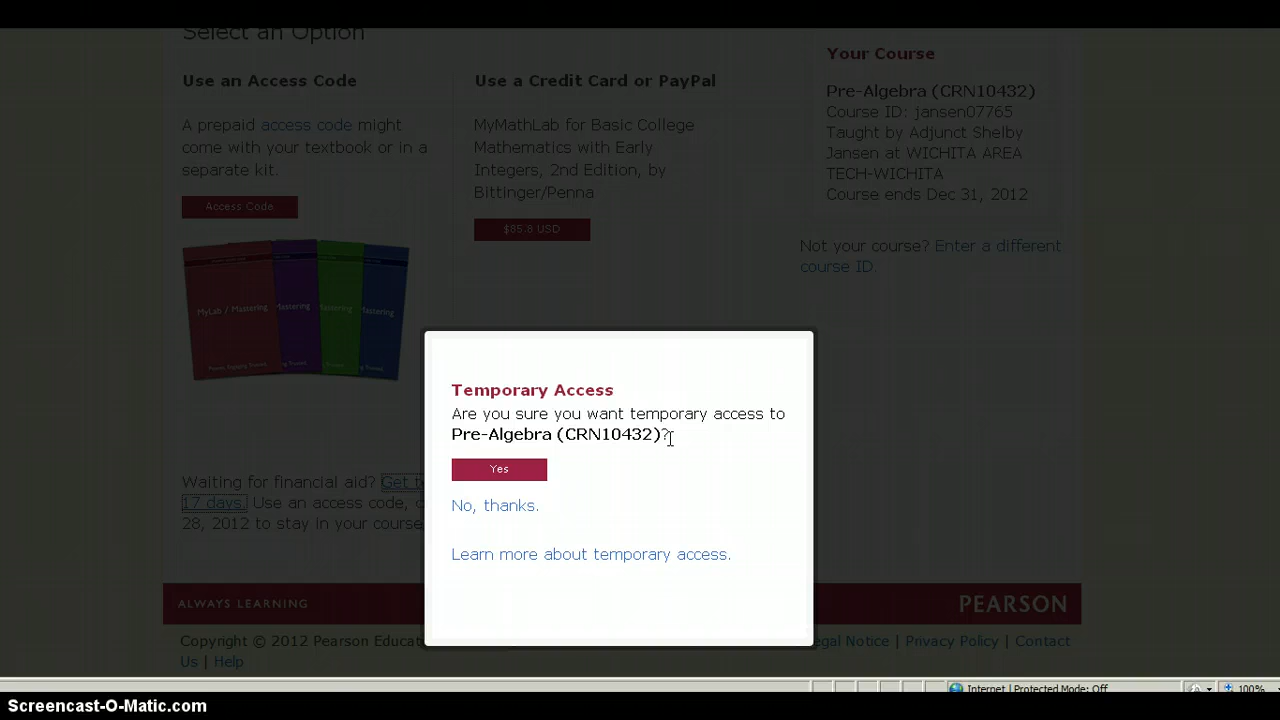 Select an Option
Use an Access Code
A prepaid access code might
come with your textbook or in a
separate kit.
Access Code
MyLab / Mastering
Mastering
Mastering
Mastering
Use a Credit Card or PayPal
MyMathLab for Basic College
Mathematics with Early
Integers, 2nd Edition, by
Bittinger/Penna
$85.8 USD
Your Course
Pre-Algebra (CRN10432)
Course ID: jansen07765
Taught by Adjunct Shelby
Jansen at WICHITA AREA
TECH-WICHITA
Course ends Dec 31, 2012
Not your course? Enter a different
course ID.
Waiting for financial aid? Get
17 days. Use an access code,
28, 2012 to stay in your course
Temporary Access
Are you sure you want temporary access to
Pre-Algebra (CRN10432)?
Yes
No, thanks.
Learn more about temporary access.
ALWAYS LEARNING
PEARSON
Copyright © 2012 Pearson Legal Notice | Privacy Policy | Contact
Us | Help
Internet | Protected Mode: Off
100%
Screencast-O-Matic.com